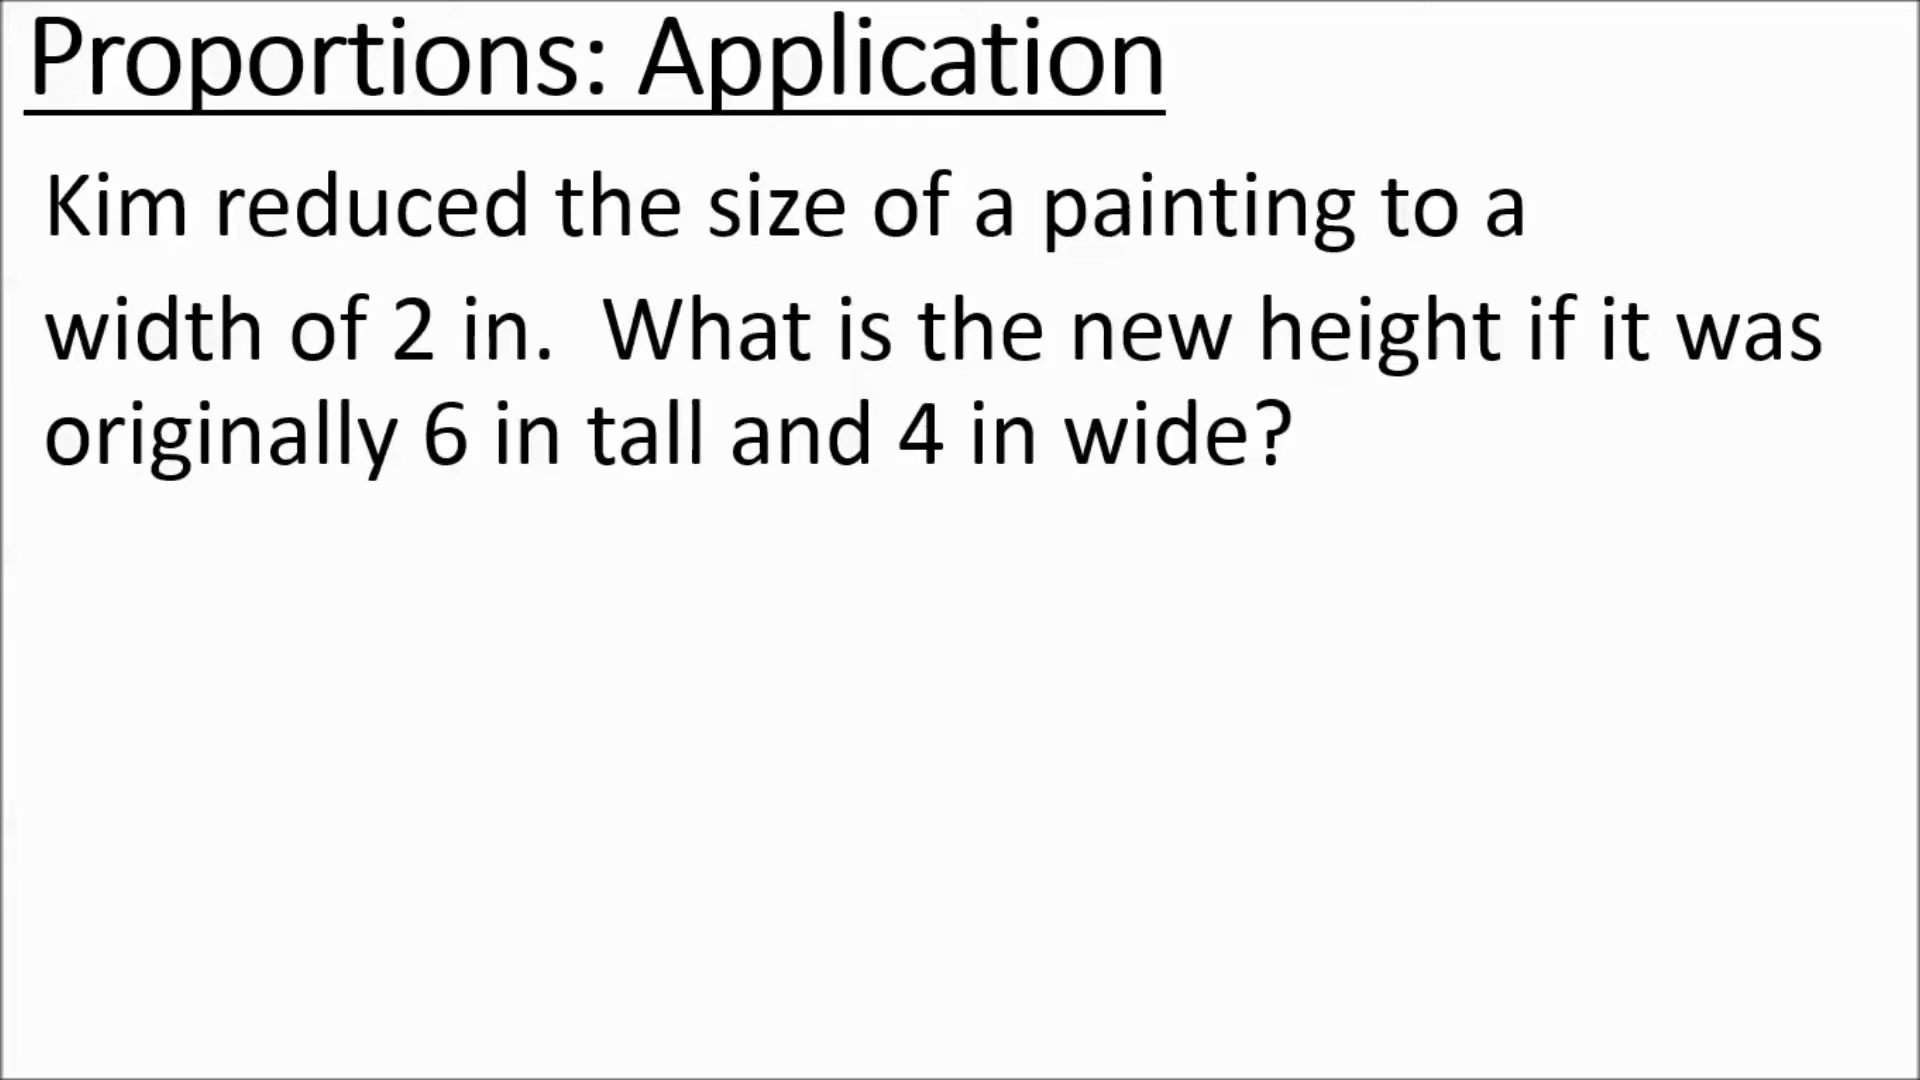 Proportions: Application
Kim reduced the size of a painting to a
width of 2 in.  What is the new height if it was
originally 6 in tall and 4 in wide?